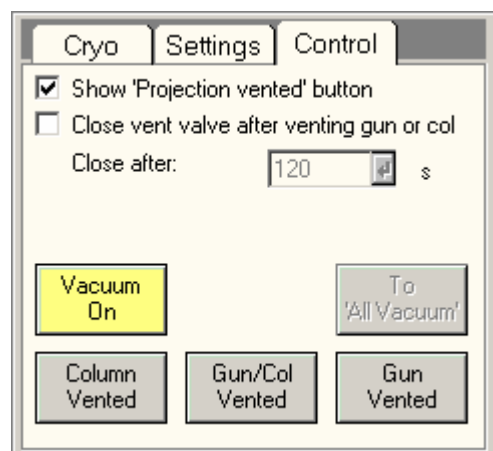 Cryo Settings Control
Show 'Projection vented' button
Close vent valve after venting gun or col
Close after: 120 s
Vacuum
On
To
'All Vacuum'
Column
Vented
Gun/Col
Vented
Gun
Vented